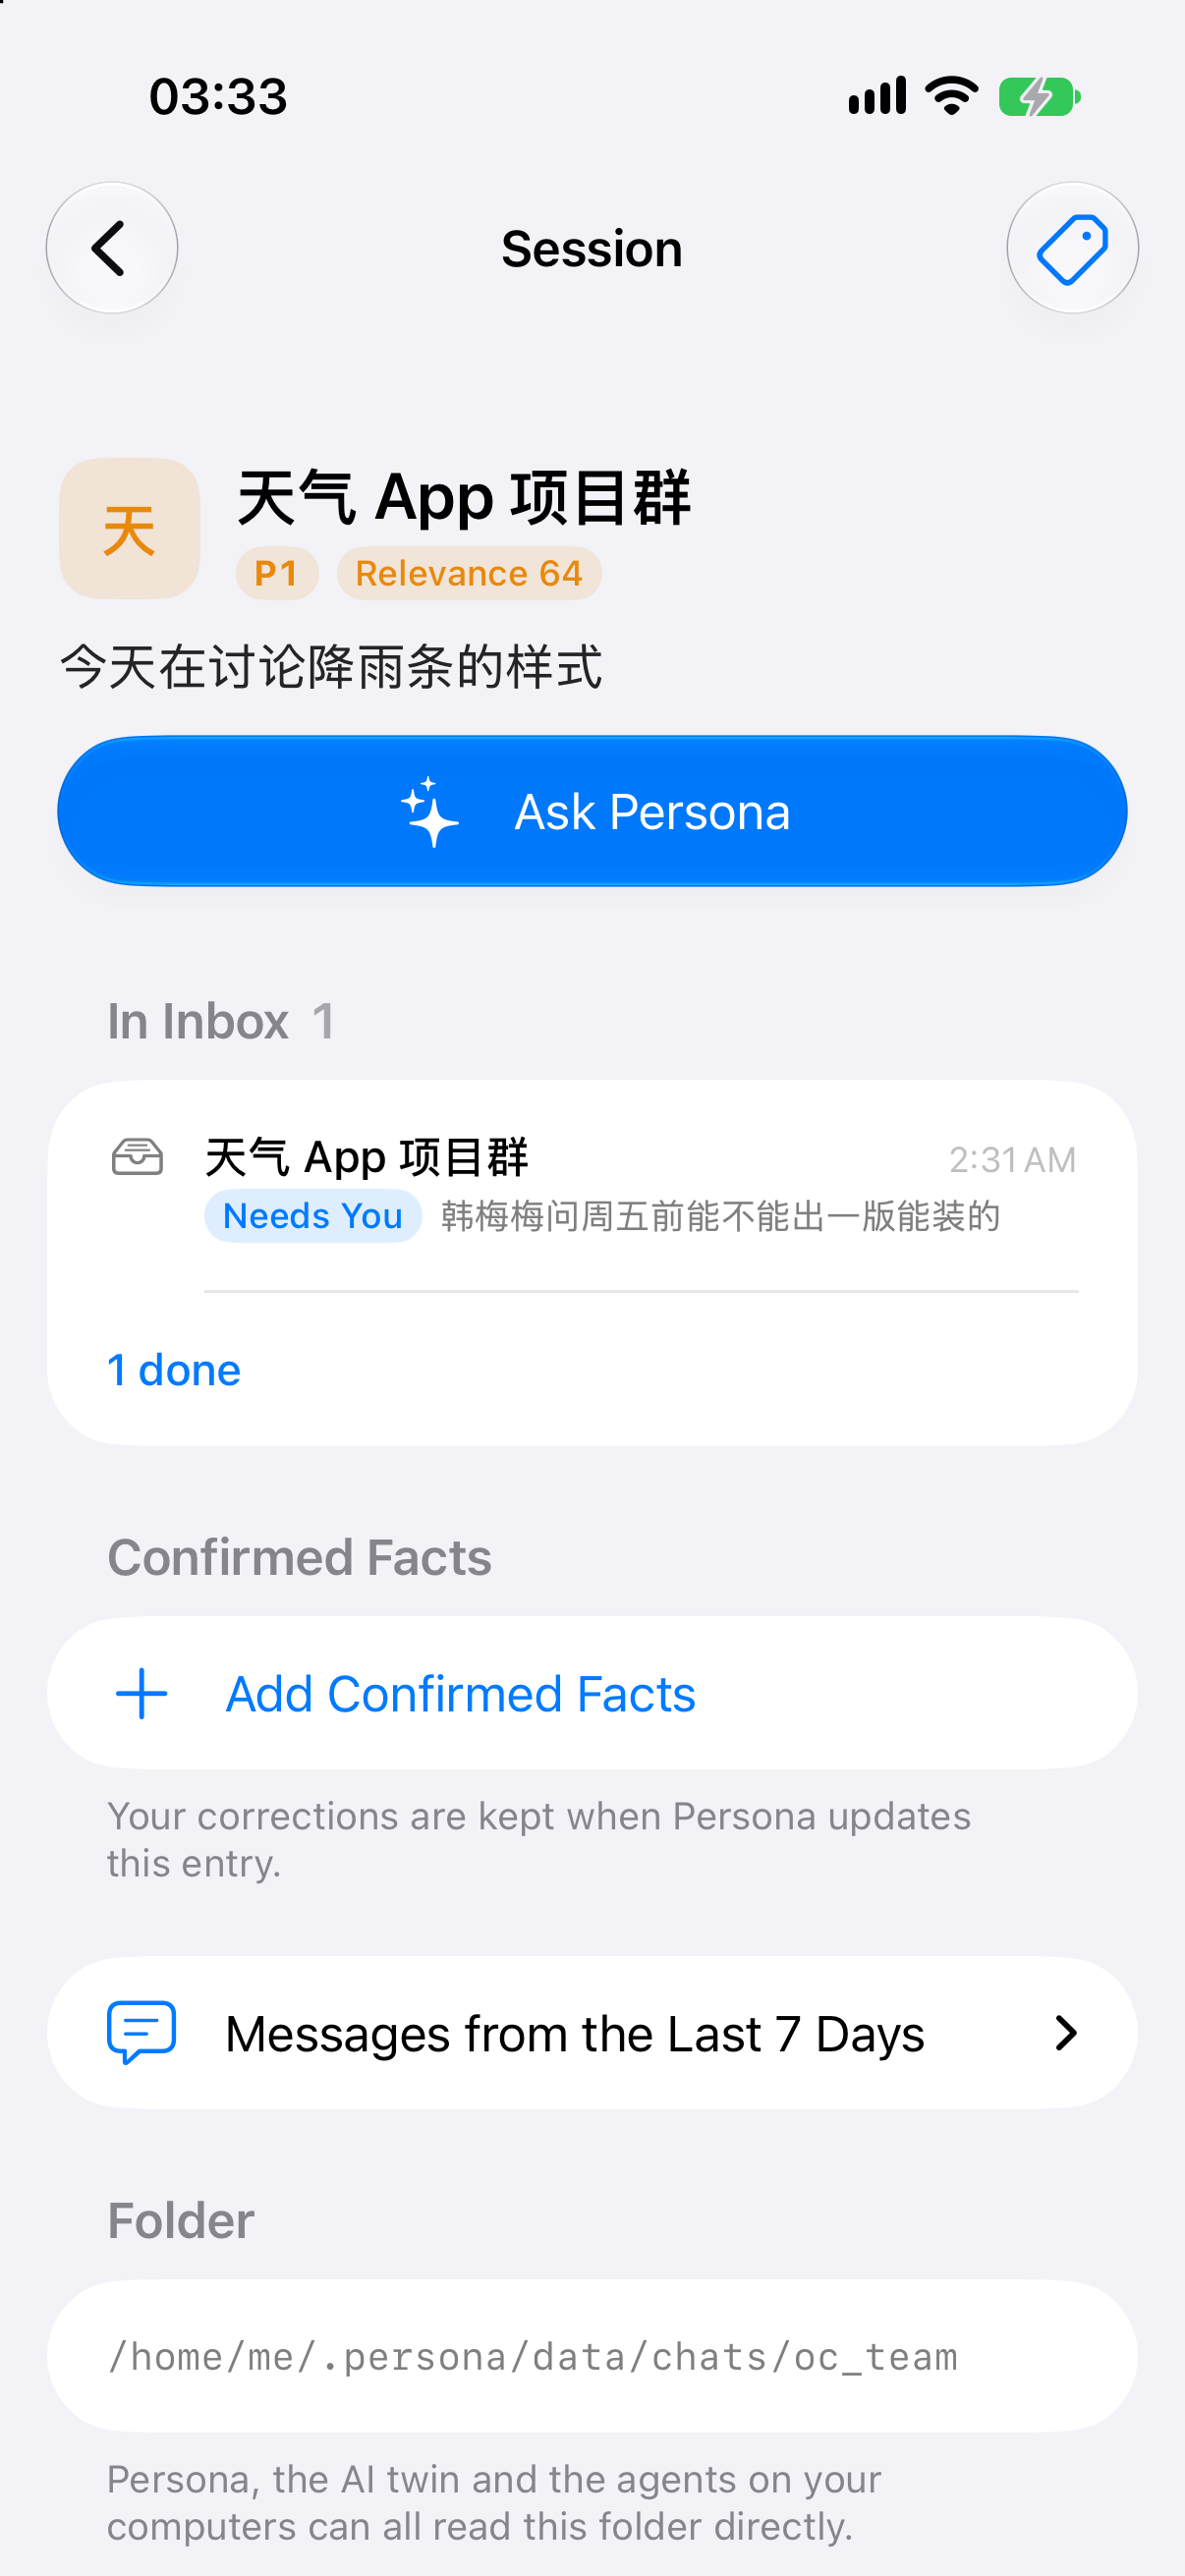 03:33
Session
天
天气 App 项目群
P1 Relevance 64
今天在讨论降雨条的样式
Ask Persona
In Inbox 1
天气 App 项目群 2:31 AM
Needs You 韩梅梅问周五前能不能出一版能装的
1 done
Confirmed Facts
Add Confirmed Facts
Your corrections are kept when Persona updates
this entry.
Messages from the Last 7 Days
Folder
/home/me/.persona/data/chats/oc_team
Persona, the AI twin and the agents on your
computers can all read this folder directly.